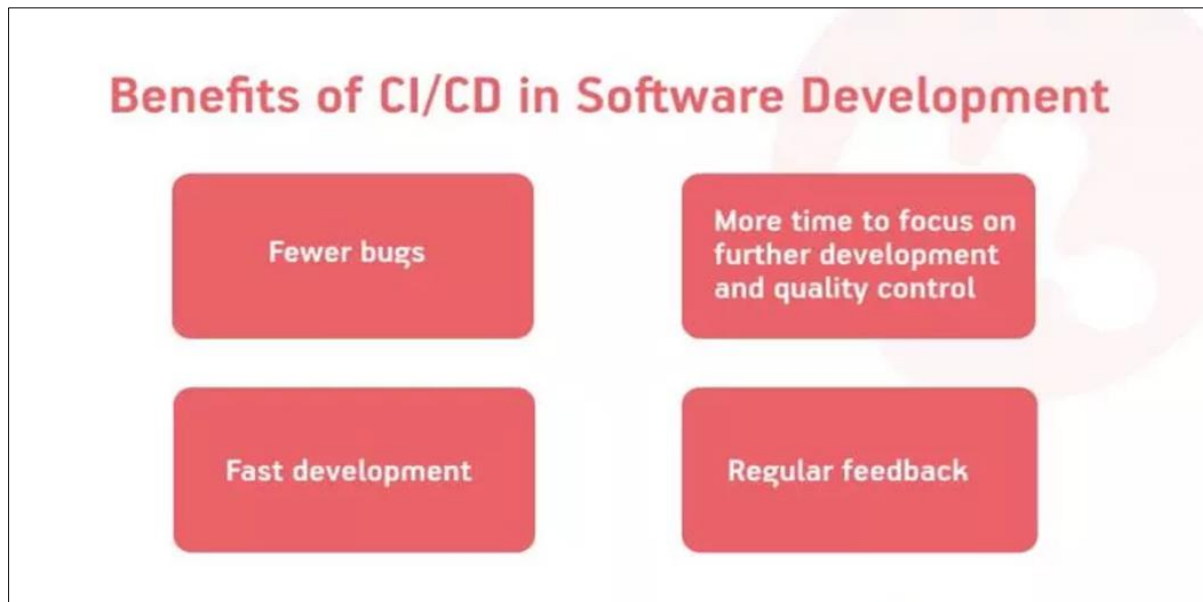 Benefits of CI/CD in Software Development
Fewer bugs
More time to focus on
further development
and quality control
Fast development
Regular feedback